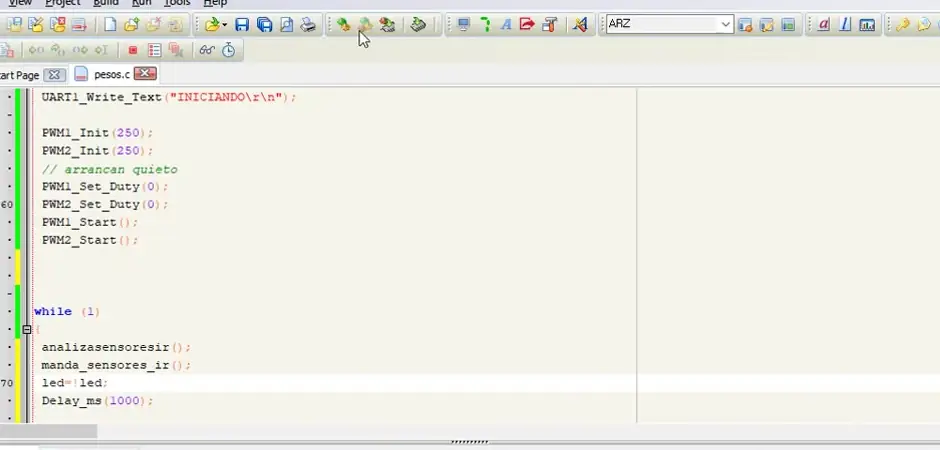 View Project Build Run Tools Help
ARZ
art Page pesos.c
UART1_Write_Text("INICIANDO\r\n");
PWM1_Init(250);
PWM2_Init(250);
// arrancan quieto
PWM1_Set_Duty(0);
60 PWM2_Set_Duty(0);
PWM1_Start();
PWM2_Start();
while (1)
{
analizasensoresir();
manda_sensores_ir();
70 led=!led;
Delay_ms(1000);